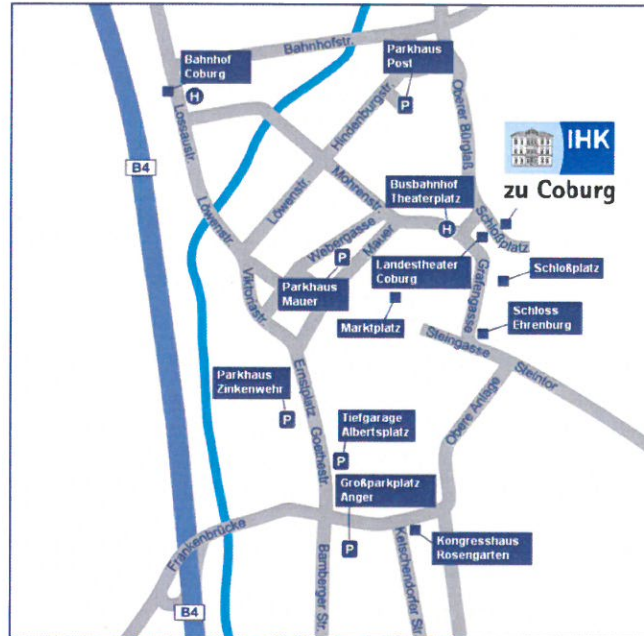 Bahnhofstr.
Parkhaus
Post
P
Bahnhof
Coburg
H
Lossaustr.
Hindenburgstr.
Oberer Bürglaß
IHK
zu Coburg
B4
Mohrenstr.
Löwenstr.
Löwenstr.
Busbahnhof
Theaterplatz
H
Schloßplatz
Webergasse
Mauer
P
Parkhaus
Mauer
Landestheater
Coburg
Grafengasse
Schloßplatz
Viktoriastr.
Marktplatz
Schloss
Ehrenburg
Steingasse
Steintor
Parkhaus
Zinkenwehr
P
Ernstplatz
Goethestr.
Tiefgarage
Albertsplatz
P
Obere Anlage
Großparkplatz
Anger
P
Frankenbrücke
Kongresshaus
Rosengarten
Bamberger Str.
Ketschendorfer Str.
B4